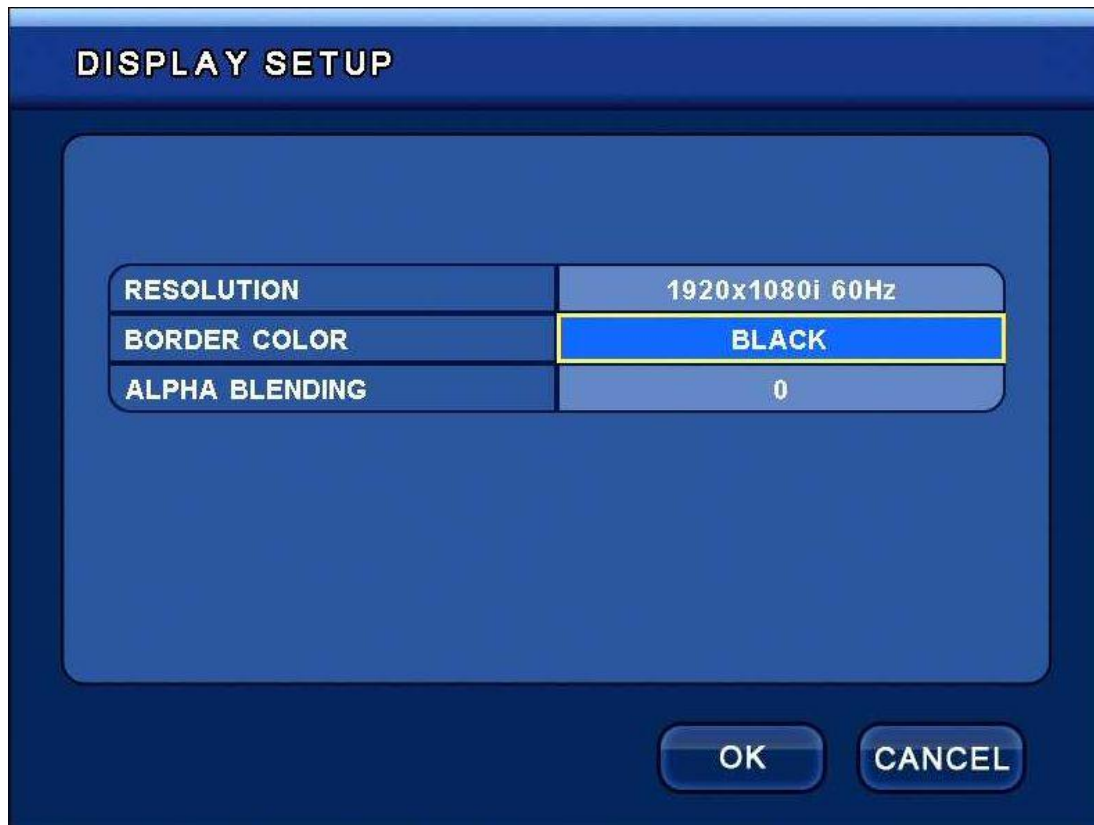 DISPLAY SETUP
RESOLUTION 1920x1080i 60Hz
BORDER COLOR BLACK
ALPHA BLENDING 0
OK CANCEL